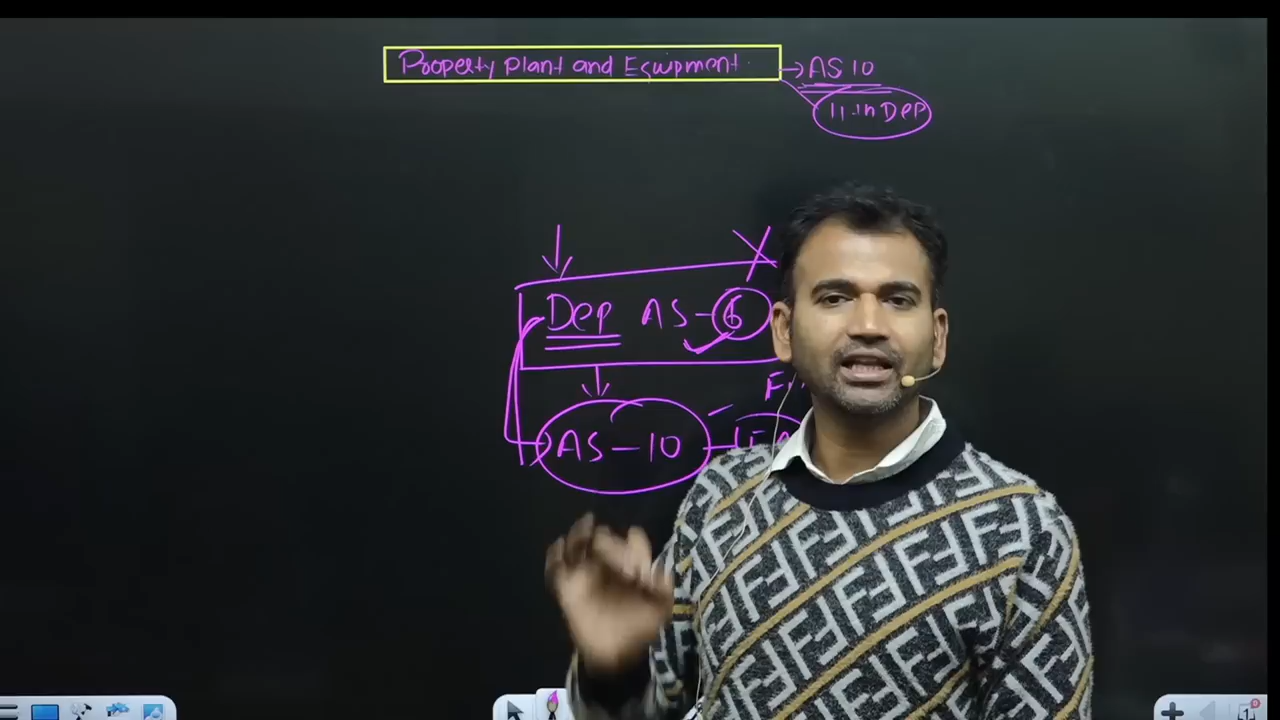 Property Plant and Equipment
AS 10
11. in Dep
Dep AS-6
AS-10